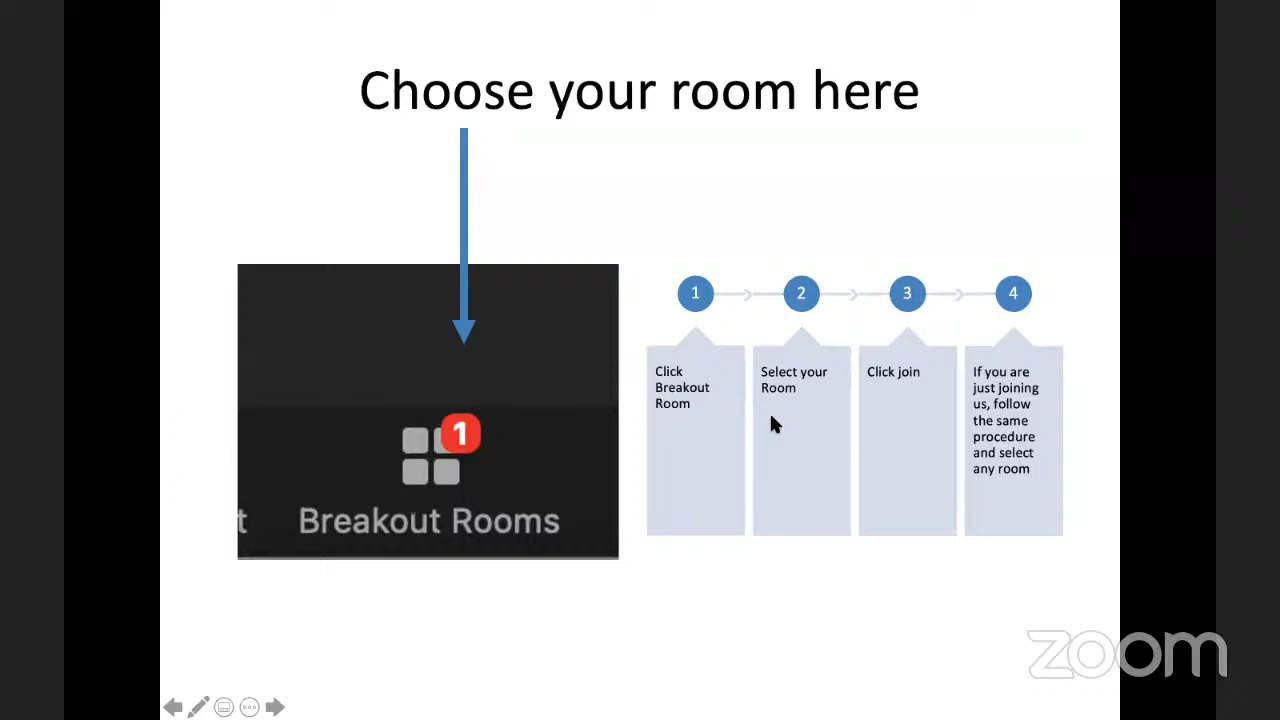 Choose your room here
1
2
3
4
Click
Breakout
Room
Select your
Room
Click join
If you are
just joining
us, follow
the same
procedure
and select
any room
1
t
Breakout Rooms
zoom